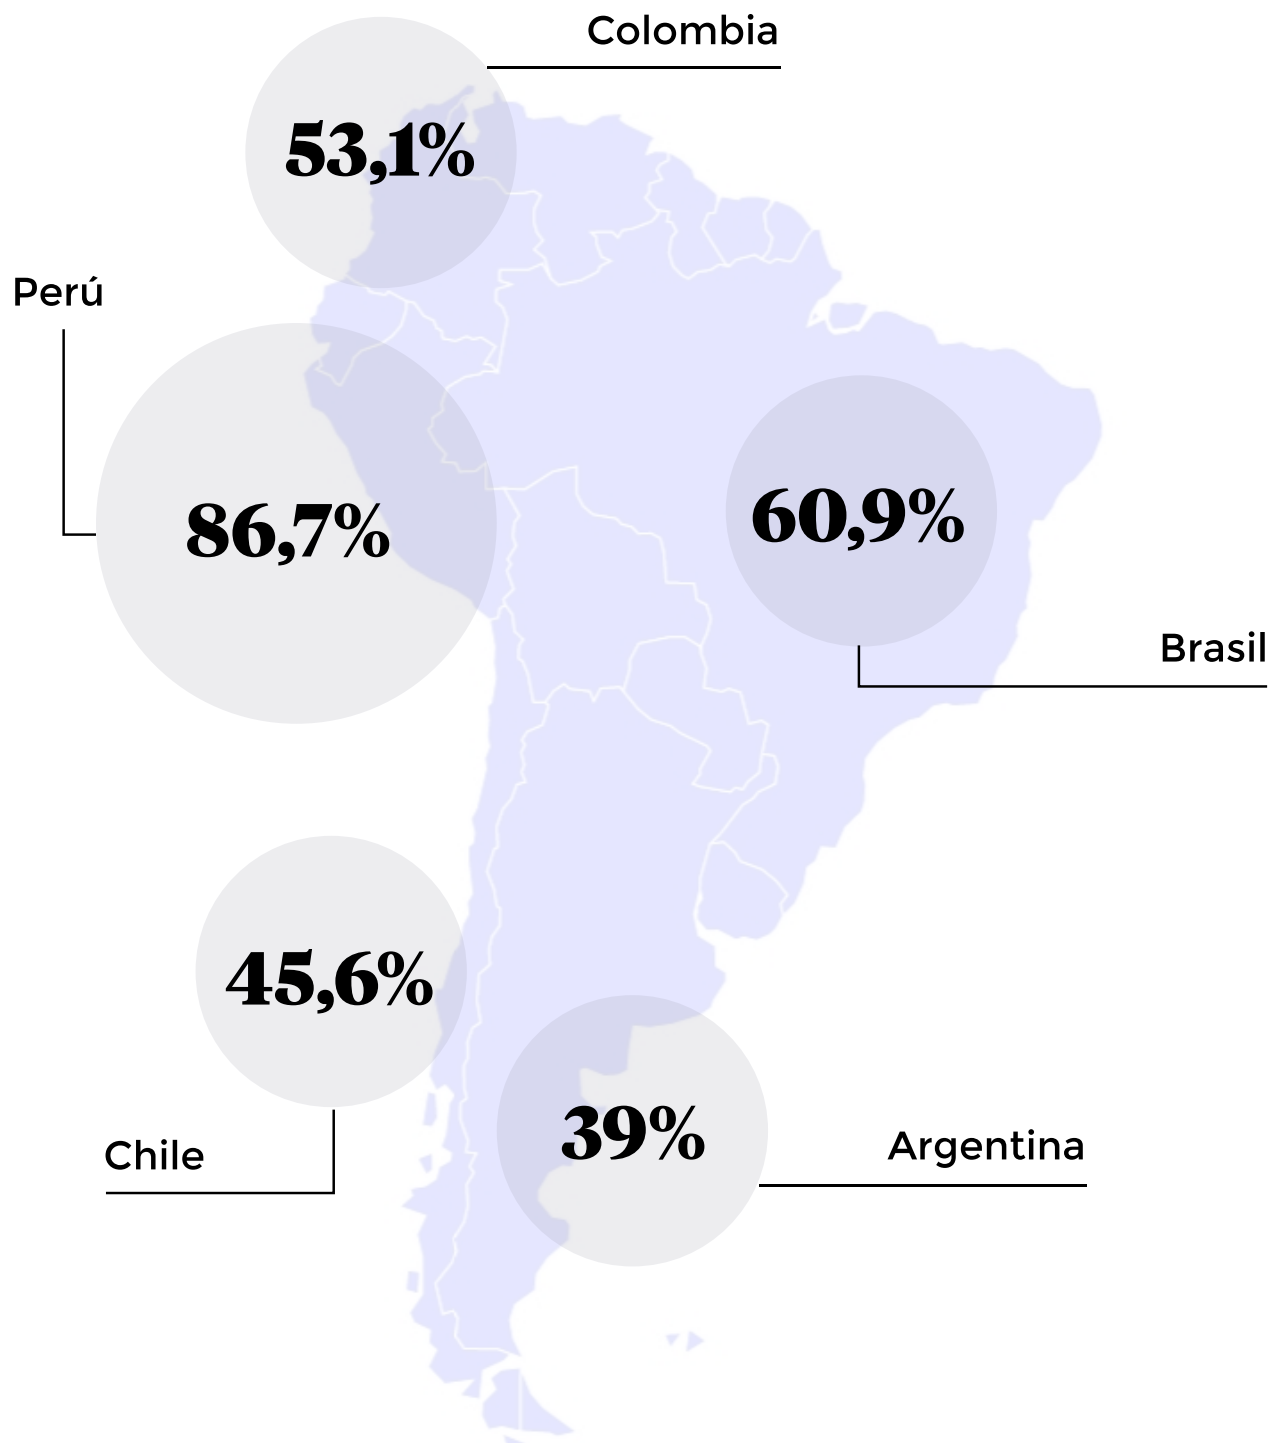 Colombia
53,1%
Perú
86,7%
60,9%
Brasil
45,6%
Chile
39%
Argentina